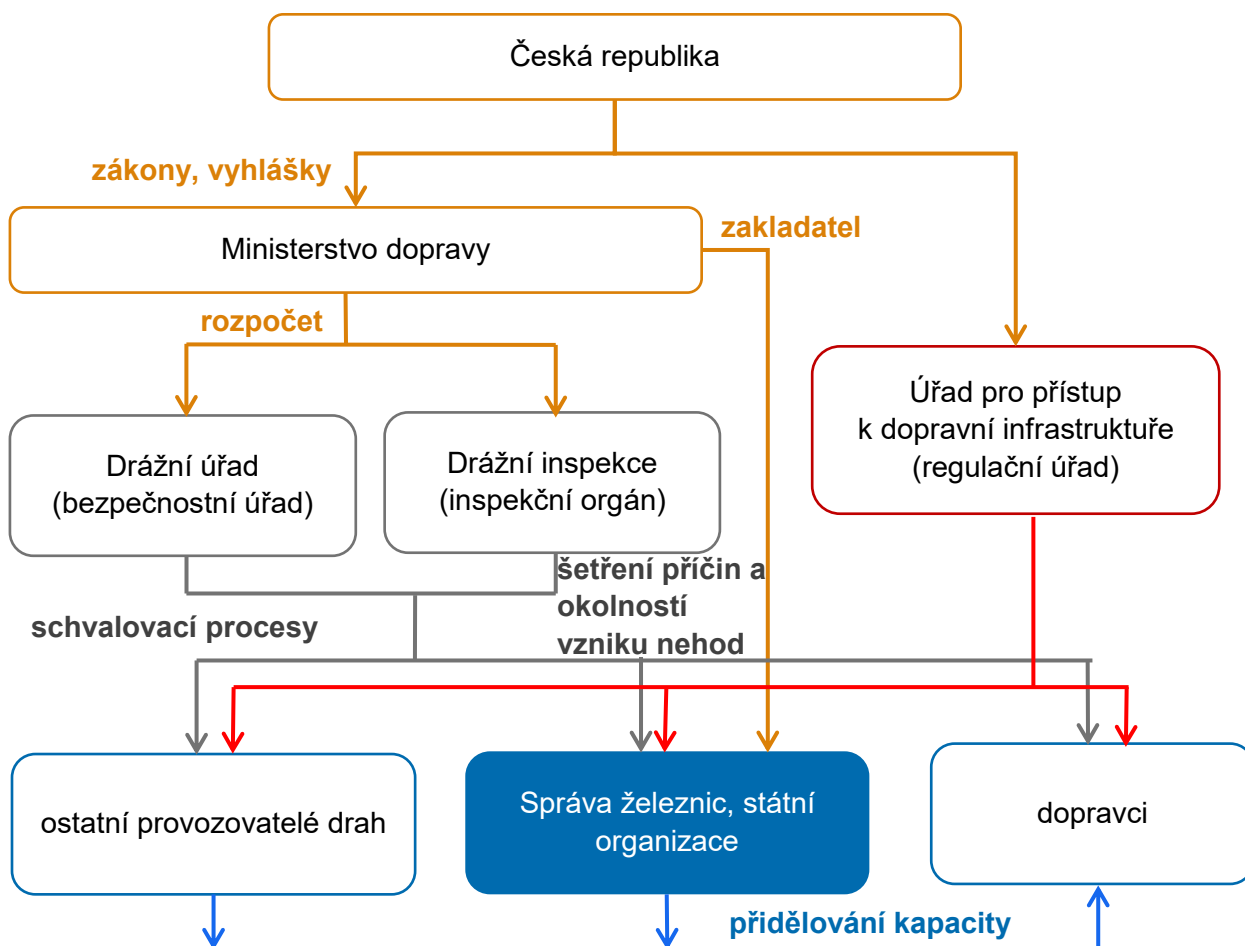 Česká republika
zákony, vyhlášky
Ministerstvo dopravy
zakladatel
rozpočet
Úřad pro přístup
k dopravní infrastruktuře
(regulační úřad)
Drážní úřad
(bezpečnostní úřad)
Drážní inspekce
(inspekční orgán)
šetření příčin a
okolností
vzniku nehod
schvalovací procesy
ostatní provozovatelé drah
Správa železnic, státní
organizace
dopravci
přidělování kapacity